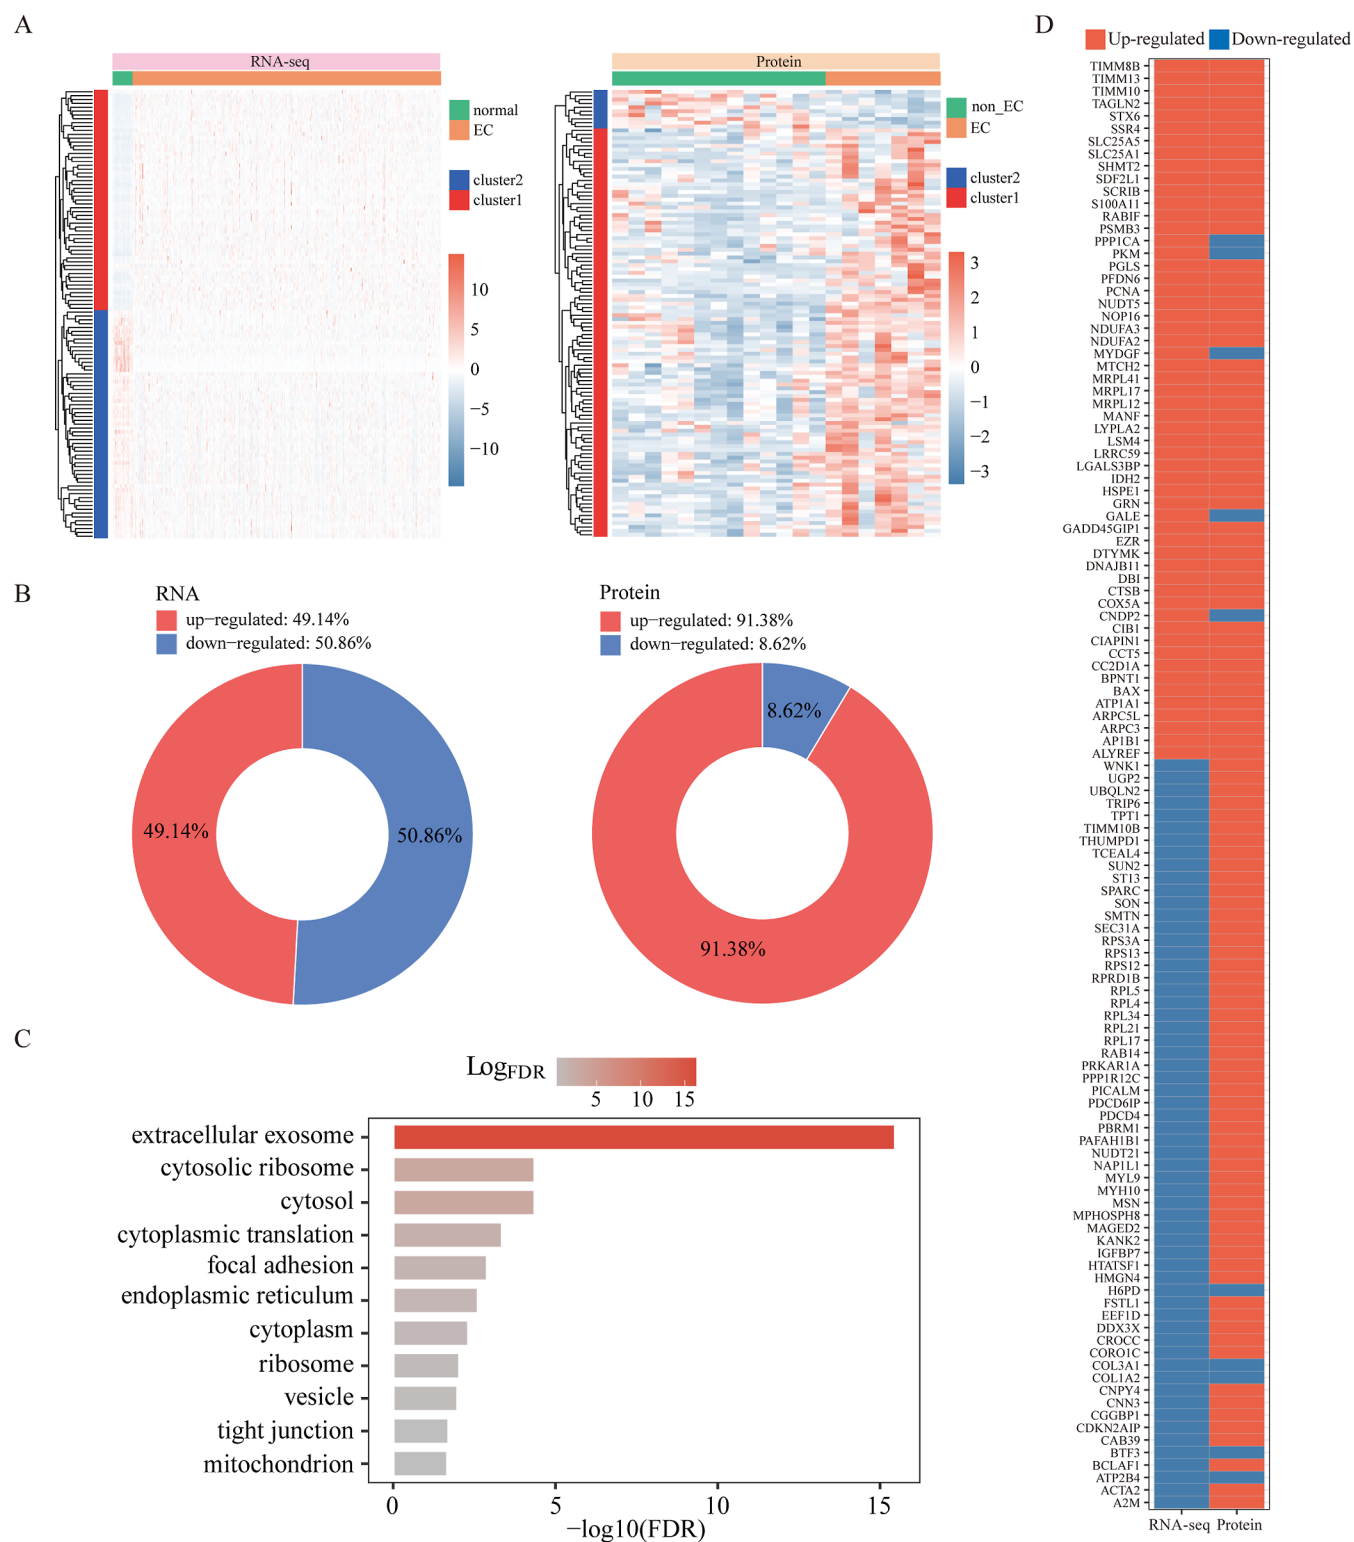 A
RNA-seq
normal
EC
cluster2
cluster1
10
5
0
−5
−10
Protein
non_EC
EC
cluster2
cluster1
3
2
1
0
−1
−2
−3
B
RNA
up−regulated: 49.14%
down−regulated: 50.86%
49.14%
50.86%
Protein
up−regulated: 91.38%
down−regulated: 8.62%
8.62%
91.38%
C
LogFDR
5 10 15
extracellular exosome
cytosolic ribosome
cytosol
cytoplasmic translation
focal adhesion
endoplasmic reticulum
cytoplasm
ribosome
vesicle
tight junction
mitochondrion
0 5 10 15
−log10(FDR)
D
Up-regulated Down-regulated
TIMM8B
TIMM13
TIMM10
TAGLN2
STX6
SSR4
SLC25A5
SLC25A1
SHMT2
SDF2L1
SCRIB
S100A11
RABIF
PSMB3
PPP1CA
PKM
PGLS
PFDN6
PCNA
NUDT5
NOP16
NDUFA3
NDUFA2
MYDGF
MTCH2
MRPL41
MRPL17
MRPL12
MANF
LYPLA2
LSM4
LRRC59
LGALS3BP
IDH2
HSPE1
GRN
GALE
GADD45GIP1
EZR
DTYMK
DNAJB11
DBI
CTSB
COX5A
CNDP2
CIB1
CIAPIN1
CCT5
CC2D1A
BPNT1
BAX
ATP1A1
ARPC5L
ARPC3
AP1B1
ALYREF
WNK1
UGP2
UBQLN2
TRIP6
TPT1
TIMM10B
THUMPD1
TCEAL4
SUN2
ST13
SPARC
SON
SMTN
SEC31A
RPS3A
RPS13
RPS12
RPRD1B
RPL5
RPL4
RPL34
RPL21
RPL17
RAB14
PRKAR1A
PPP1R12C
PICALM
PDCD6IP
PDCD4
PBRM1
PAFAH1B1
NUDT21
NAP1L1
MYL9
MYH10
MSN
MPHOSPH8
MAGED2
KANK2
IGFBP7
HTATSF1
HMGN4
H6PD
FSTL1
EEF1D
DDX3X
CROCC
CORO1C
COL3A1
COL1A2
CNPY4
CNN3
CGGBP1
CDKN2AIP
CAB39
BTF3
BCLAF1
ATP2B4
ACTA2
A2M
RNA-seq Protein